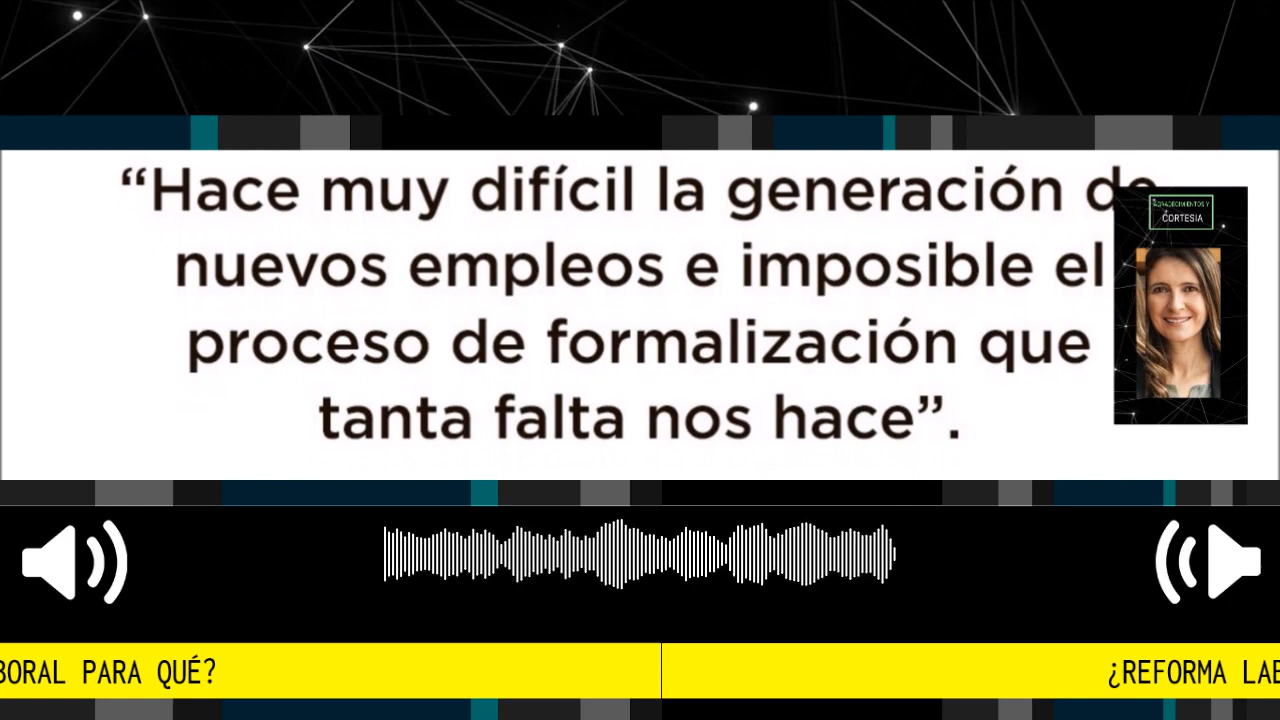 “Hace muy difícil la generación de
nuevos empleos e imposible el
proceso de formalización que
tanta falta nos hace”.
AGRADECIMIENTOS Y
CORTESIA
BORAL PARA QUÉ?
¿REFORMA LAB